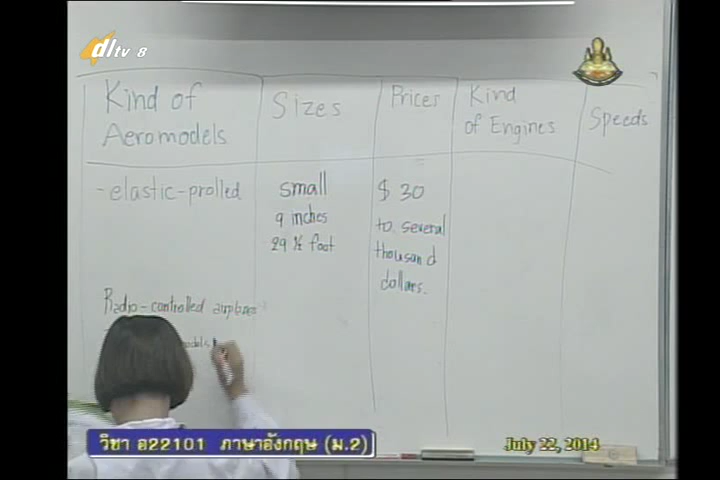 dltv 8
Kind of
Aeromodels
Sizes
Prices
Kind
of Engines
Speeds
-elastic-prolled
small
9 inches
29 ½ foot
$ 30
to several
thousand
dollars.
Radio-controlled airplanes
models
วิชา อ22101 ภาษาอังกฤษ (ม.2)
July 22, 2014